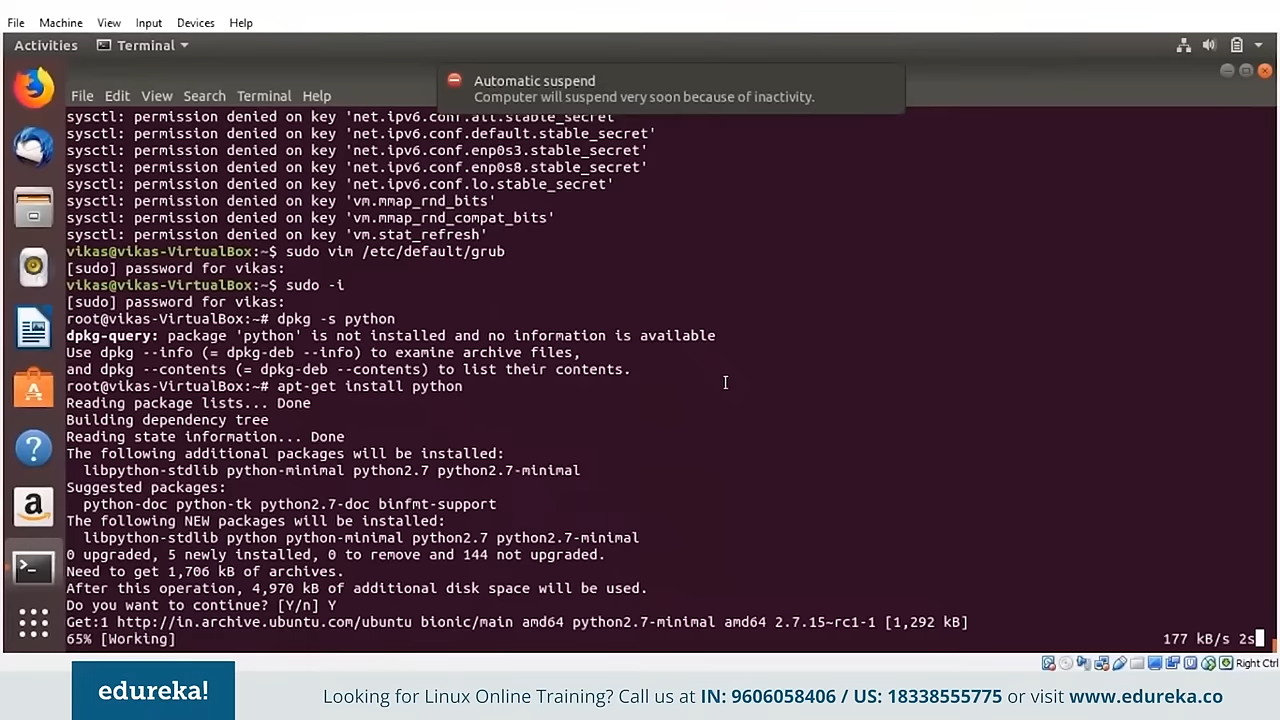 File Machine View Input Devices Help
Activities Terminal
Automatic suspend
Computer will suspend very soon because of inactivity.
File Edit View Search Terminal Help
sysctl: permission denied on key 'net.ipv6.conf.all.stable_secret'
sysctl: permission denied on key 'net.ipv6.conf.default.stable_secret'
sysctl: permission denied on key 'net.ipv6.conf.enp0s3.stable_secret'
sysctl: permission denied on key 'net.ipv6.conf.enp0s8.stable_secret'
sysctl: permission denied on key 'net.ipv6.conf.lo.stable_secret'
sysctl: permission denied on key 'vm.mmap_rnd_bits'
sysctl: permission denied on key 'vm.mmap_rnd_compat_bits'
sysctl: permission denied on key 'vm.stat_refresh'
vikas@vikas-VirtualBox:~$ sudo vim /etc/default/grub
[sudo] password for vikas:
vikas@vikas-VirtualBox:~$ sudo -i
[sudo] password for vikas:
root@vikas-VirtualBox:~# dpkg -s python
dpkg-query: package 'python' is not installed and no information is available
Use dpkg --info (= dpkg-deb --info) to examine archive files,
and dpkg --contents (= dpkg-deb --contents) to list their contents.
root@vikas-VirtualBox:~# apt-get install python
Reading package lists... Done
Building dependency tree
Reading state information... Done
The following additional packages will be installed:
libpython-stdlib python-minimal python2.7 python2.7-minimal
Suggested packages:
python-doc python-tk python2.7-doc binfmt-support
The following NEW packages will be installed:
libpython-stdlib python python-minimal python2.7 python2.7-minimal
0 upgraded, 5 newly installed, 0 to remove and 144 not upgraded.
Need to get 1,706 kB of archives.
After this operation, 4,970 kB of additional disk space will be used.
Do you want to continue? [Y/n] Y
Get:1 http://in.archive.ubuntu.com/ubuntu bionic/main amd64 python2.7-minimal amd64 2.7.15~rc1-1 [1,292 kB]
65% [Working] 177 kB/s 2s
Right Ctrl
edureka!
Looking for Linux Online Training? Call us at IN: 9606058406 / US: 18338555775 or visit www.edureka.co